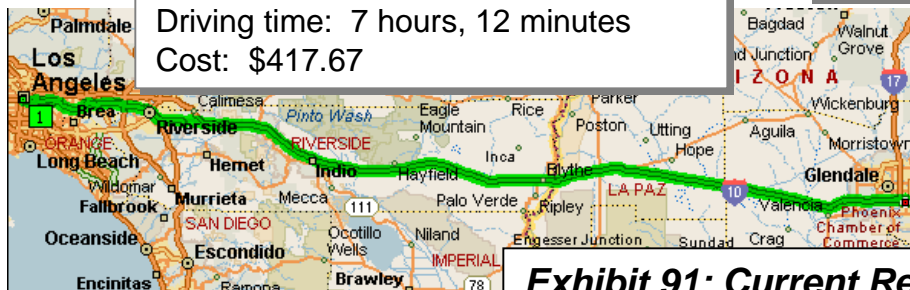 Driving time: 7 hours, 12 minutes
Cost: $417.67
Palmdale
Bagdad
Walnut
Grove
Los
Angeles
nd Junction
I Z O N A
17
Calimesa
Pinto Wash
Eagle
Mountain
Rice
Parker
Wickenburg
1
Brea
Riverside
Poston
Utting
Aguila
ORANGE
RIVERSIDE
Hope
Morristown
Long Beach
Hemet
Indio
Hayfield
Inca
Blythe
LA PAZ
10
Glendale
Wildomar
Murrieta
Mecca
111
Palo Verde
Ripley
Valencia
Phoenix
Chamber of
Commerce
Fallbrook
SAN DIEGO
Oceanside
Escondido
Ocotillo
Wells
Niland
IMPERIAL
Engesser Junction
Sundad
Crag
Encinitas
Ramona
Brawley
78
Exhibit 91: Current Re